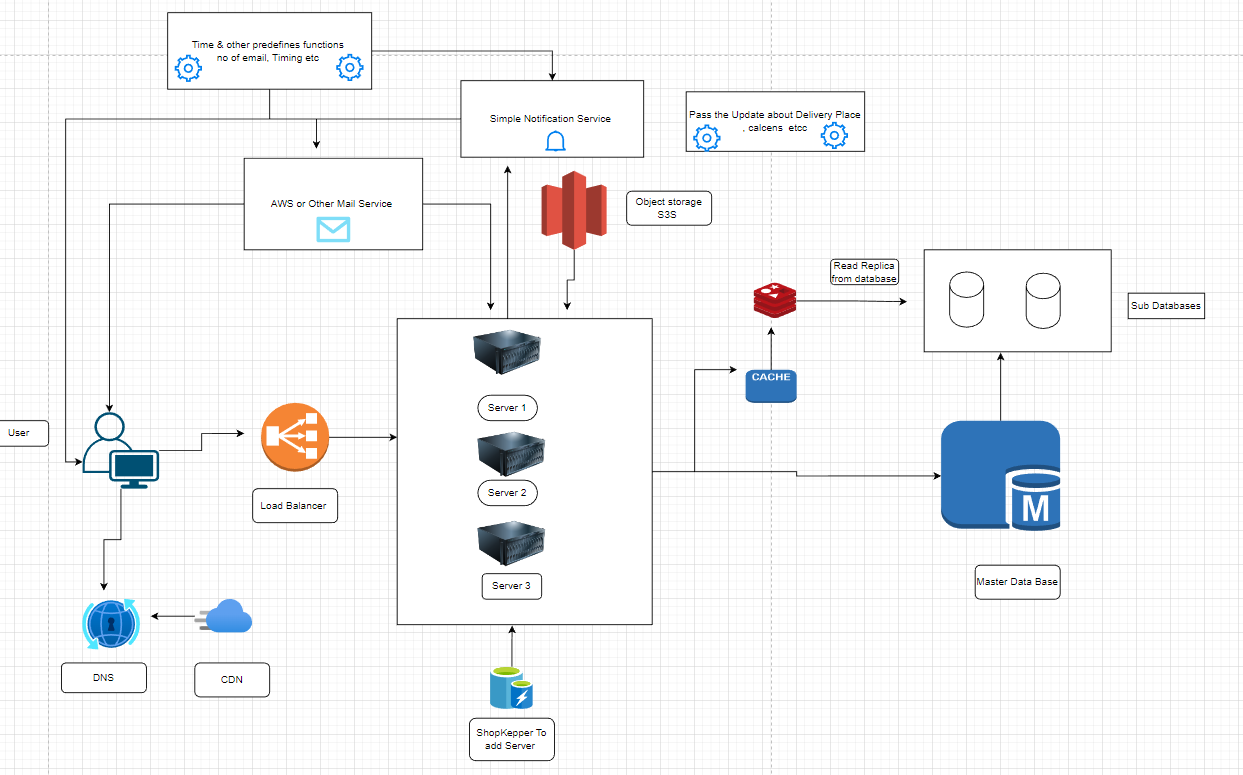 Time & other predefines functions
no of email, Timing etc
Simple Notification Service
Pass the Update about Delivery Place
, calcens etcc
AWS or Other Mail Service
Object storage
S3S
Read Replica
from database
Sub Databases
CACHE
Server 1
User
Server 2
Load Balancer
M
Server 3
Master Data Base
DNS
CDN
ShopKepper To
add Server